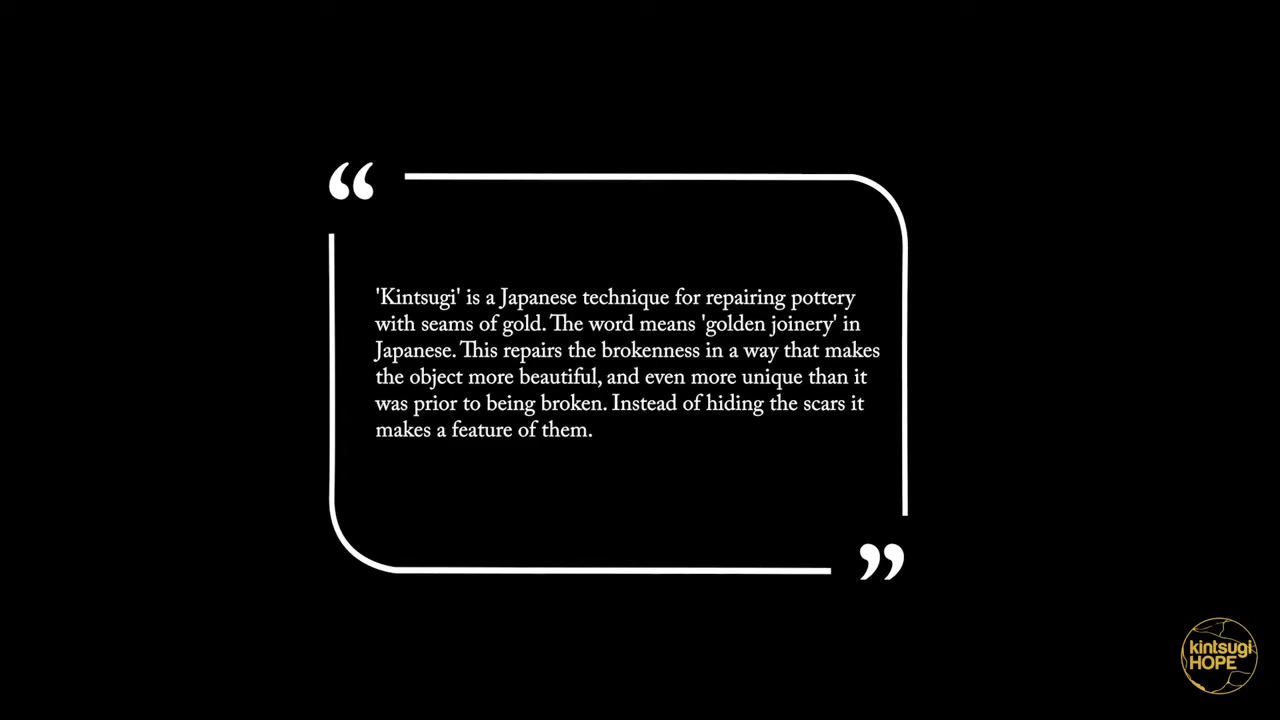 “
'Kintsugi' is a Japanese technique for repairing pottery
with seams of gold. The word means 'golden joinery' in
Japanese. This repairs the brokenness in a way that makes
the object more beautiful, and even more unique than it
was prior to being broken. Instead of hiding the scars it
makes a feature of them.
”
kintsugi
HOPE